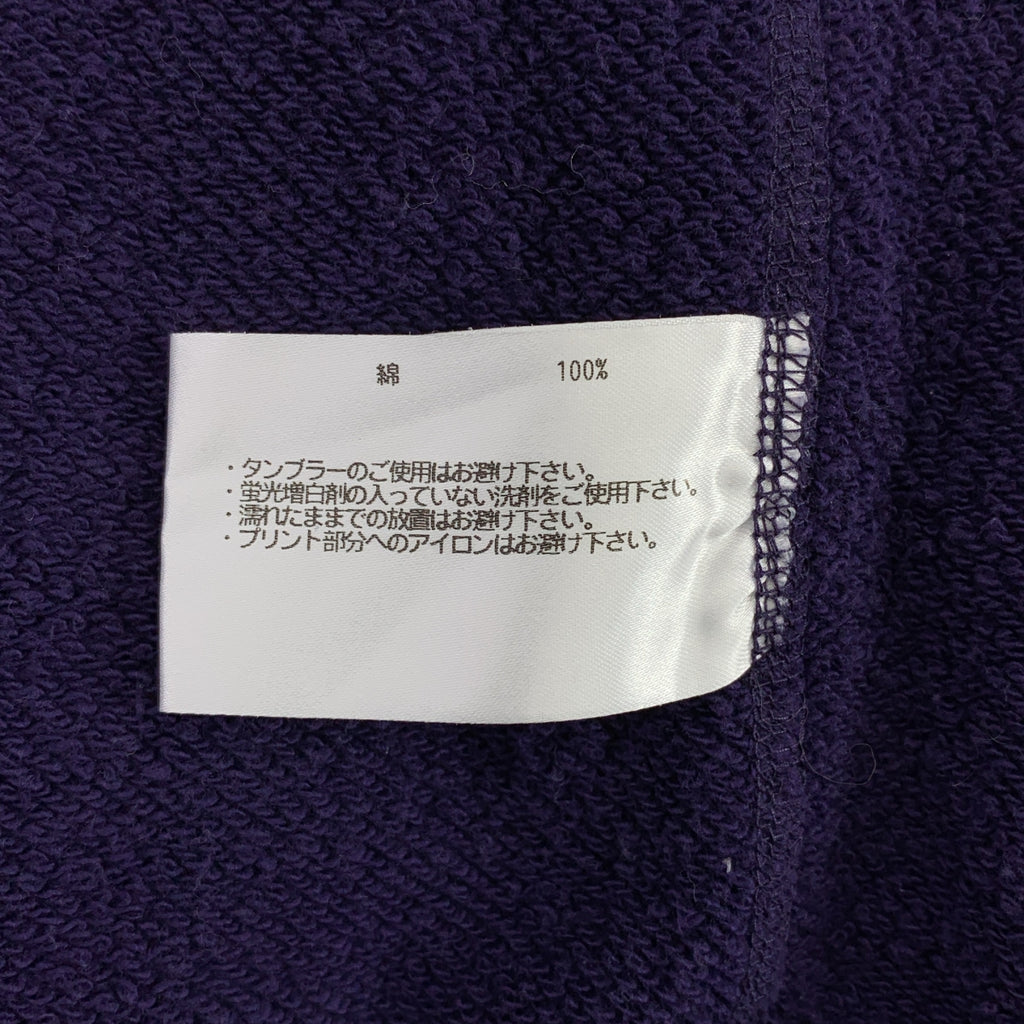 綿 100%
・タンブラーのご使用はお避け下さい。
・蛍光増白剤の入っていない洗剤をご使用下さい。
・濡れたままでの放置はお避け下さい。
・プリント部分へのアイロンはお避け下さい。